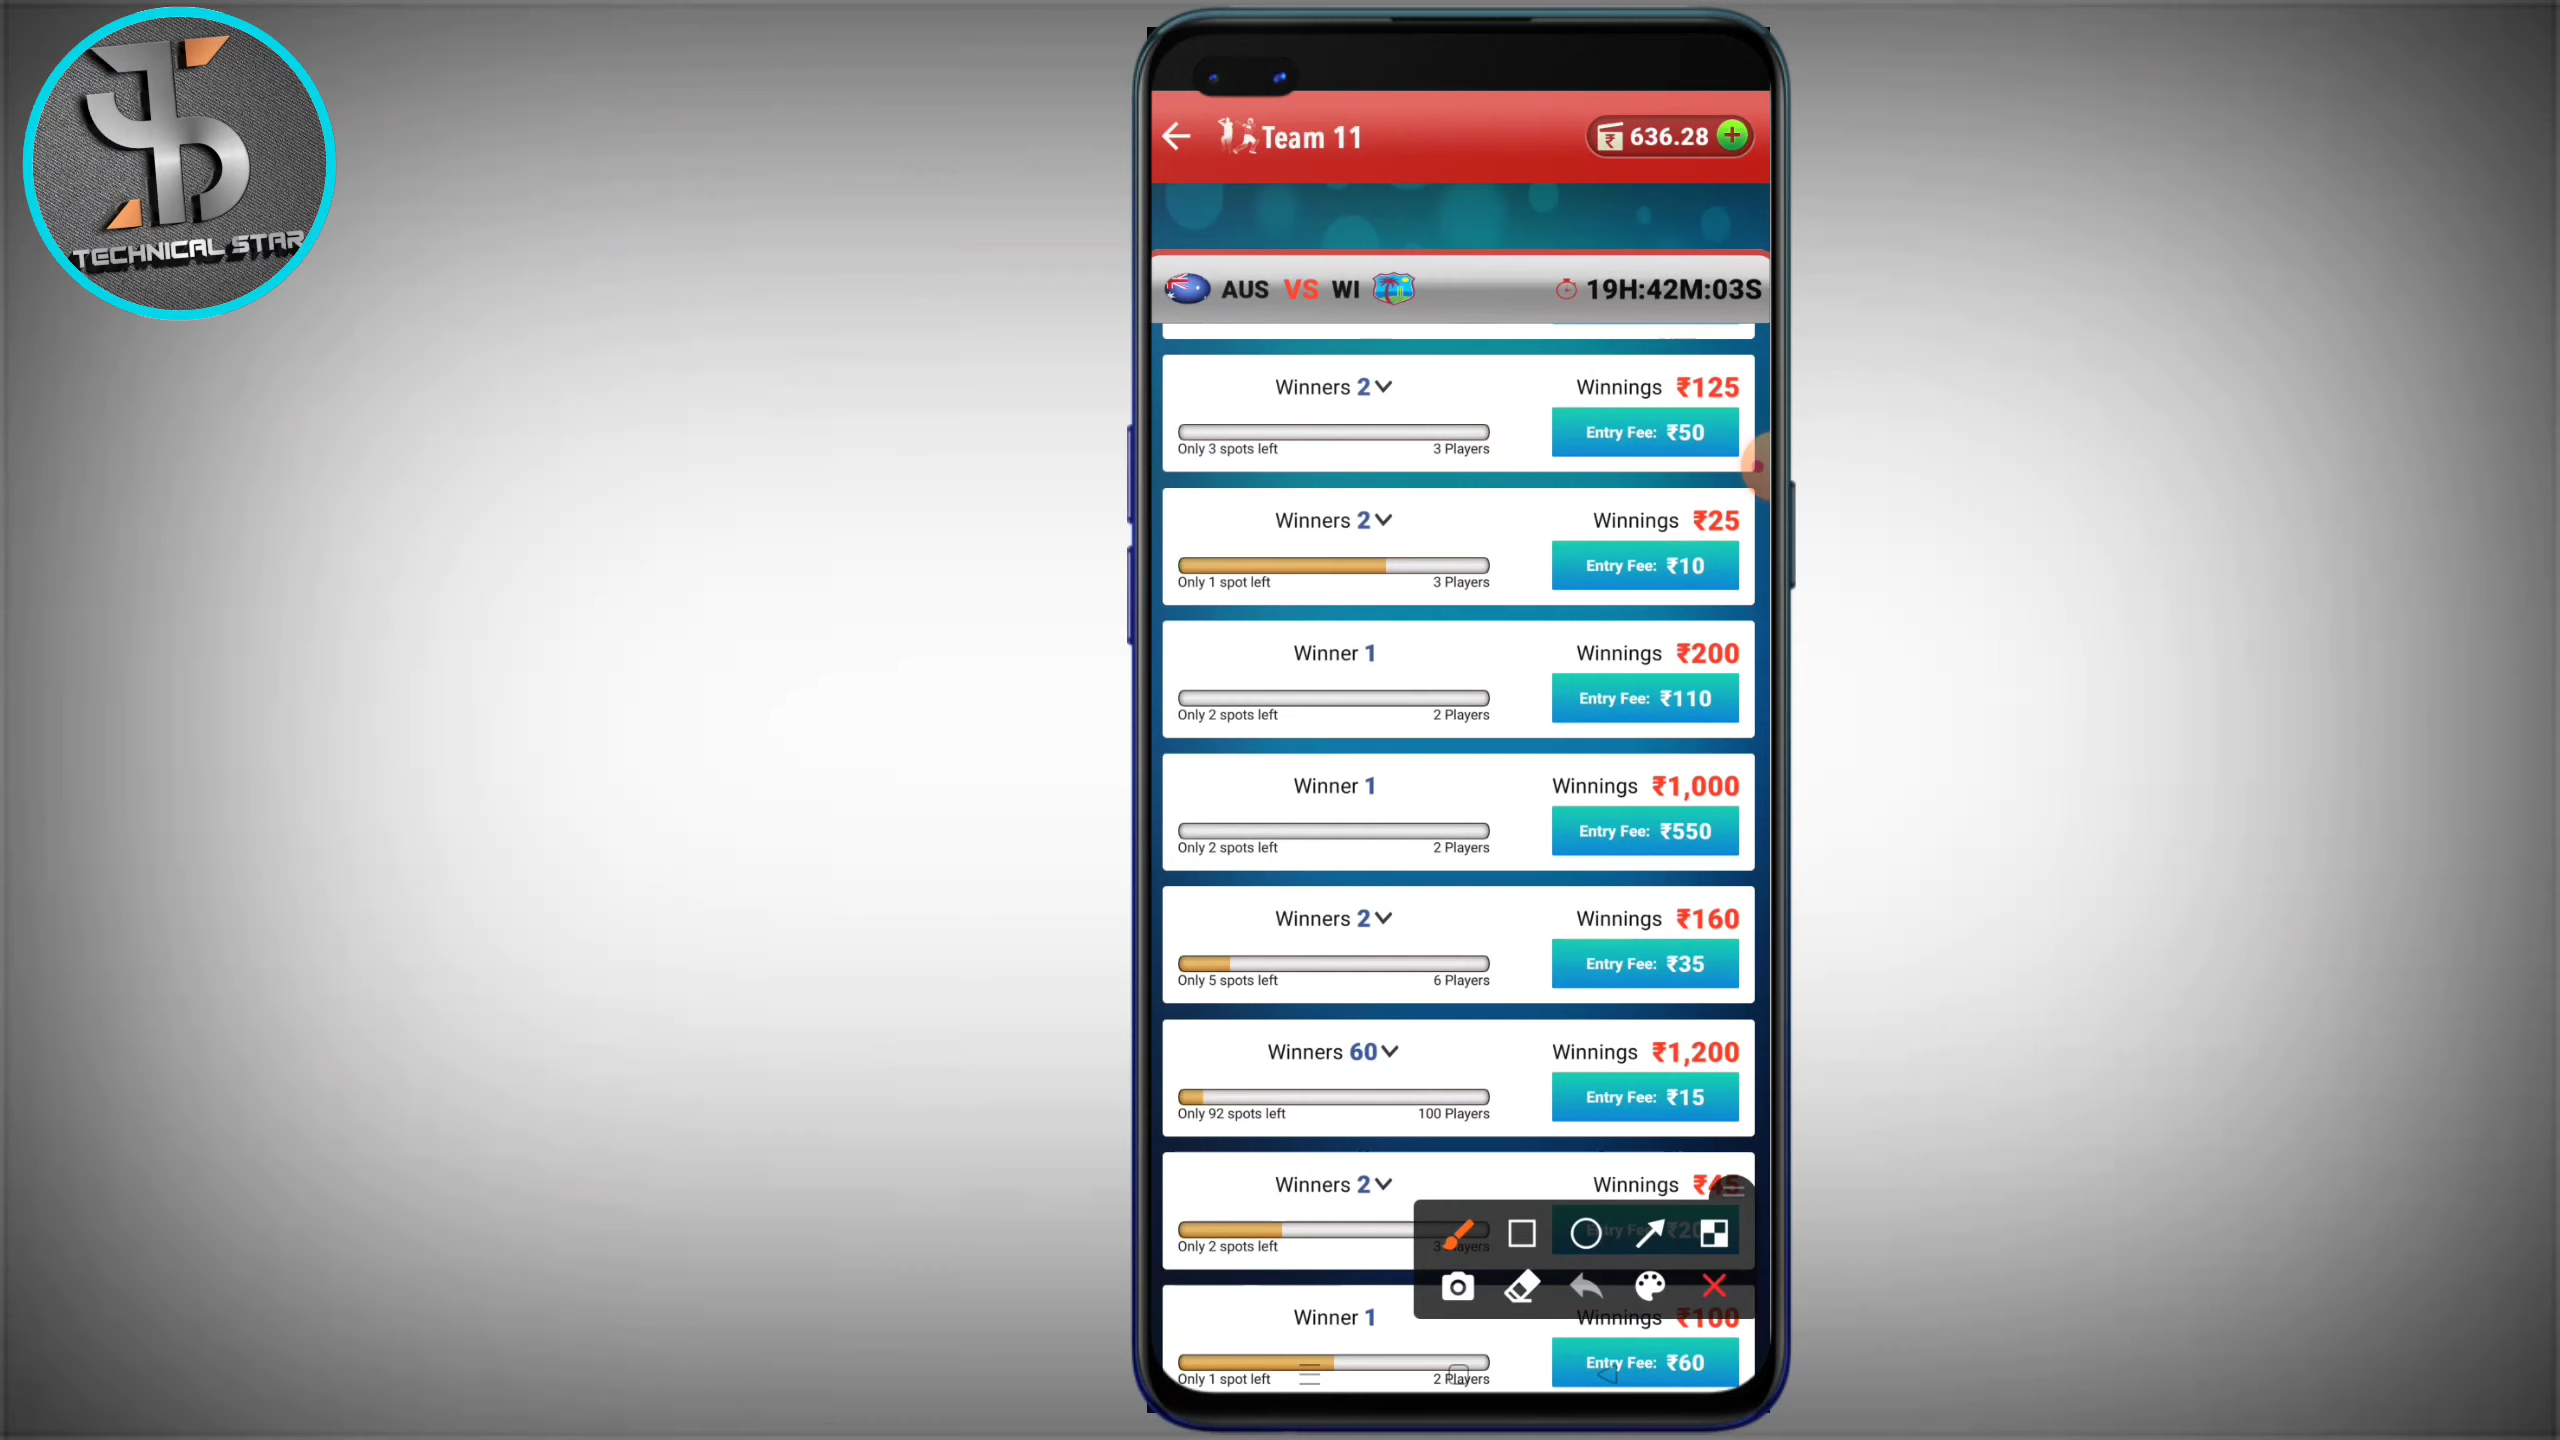 TECHNICAL STAR
Team 11
₹ 636.28
AUS VS WI
19H:42M:03S
Winners 2
Winnings ₹125
Entry Fee: ₹50
Only 3 spots left
3 Players
Winners 2
Winnings ₹25
Entry Fee: ₹10
Only 1 spot left
3 Players
Winner 1
Winnings ₹200
Entry Fee: ₹110
Only 2 spots left
2 Players
Winner 1
Winnings ₹1,000
Entry Fee: ₹550
Only 2 spots left
2 Players
Winners 2
Winnings ₹160
Entry Fee: ₹35
Only 5 spots left
6 Players
Winners 60
Winnings ₹1,200
Entry Fee: ₹15
Only 92 spots left
100 Players
Winners 2
Winnings ₹45
Only 2 spots left
Winner 1
Winnings ₹100
Entry Fee: ₹60
Only 1 spot left
2 Players